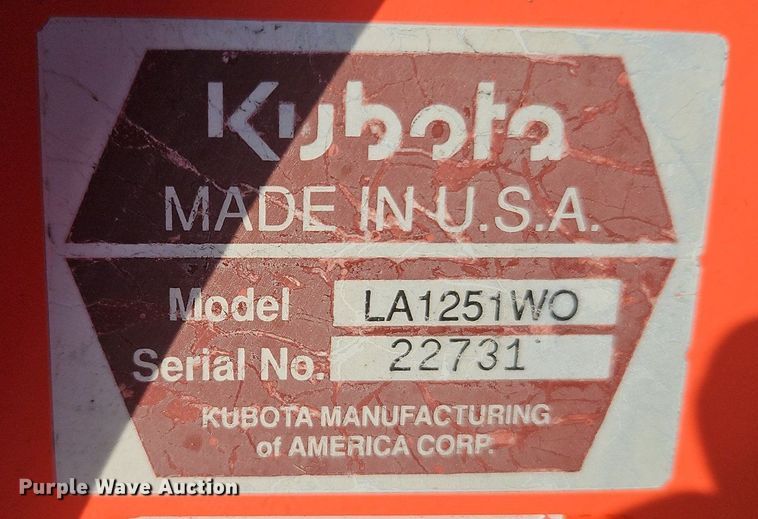 Kubota
MADE IN U.S.A.
Model LA1251WO
Serial No. 22731
KUBOTA MANUFACTURING
of AMERICA CORP.
Purple Wave Auction